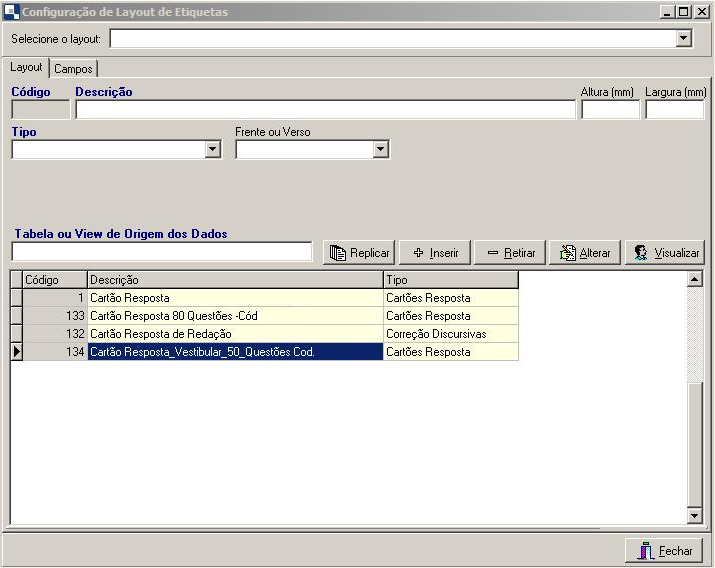 Configuração de Layout de Etiquetas
Selecione o layout:
Layout Campos
Código Descrição Altura (mm) Largura (mm)
Tipo Frente ou Verso
Tabela ou View de Origem dos Dados
Replicar Inserir Retirar Alterar Visualizar
Código Descrição Tipo
1 Cartão Resposta Cartões Resposta
133 Cartão Resposta 80 Questões -Cód Cartões Resposta
132 Cartão Resposta de Redação Correção Discursivas
134 Cartão Resposta_Vestibular_50_Questões Cod. Cartões Resposta
Fechar